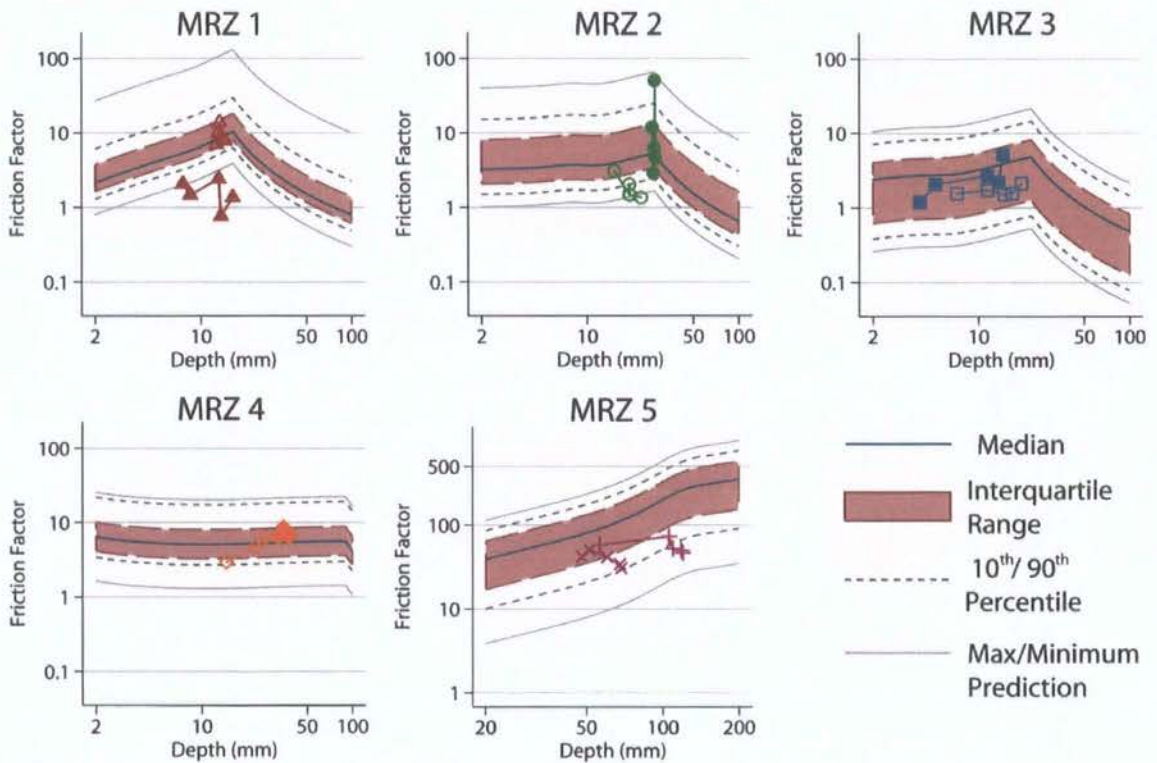 MRZ 1
100
10
1
0.1
Friction Factor
2
10
50
100
Depth (mm)
MRZ 2
100
10
1
0.1
Friction Factor
2
10
50
100
Depth (mm)
MRZ 3
100
10
1
0.1
Friction Factor
2
10
50
100
Depth (mm)
MRZ 4
100
10
1
0.1
Friction Factor
2
10
50
100
Depth (mm)
MRZ 5
500
100
10
1
Friction Factor
20
50
100
200
Depth (mm)
Median
Interquartile
Range
10th/ 90th
Percentile
Max/Minimum
Prediction